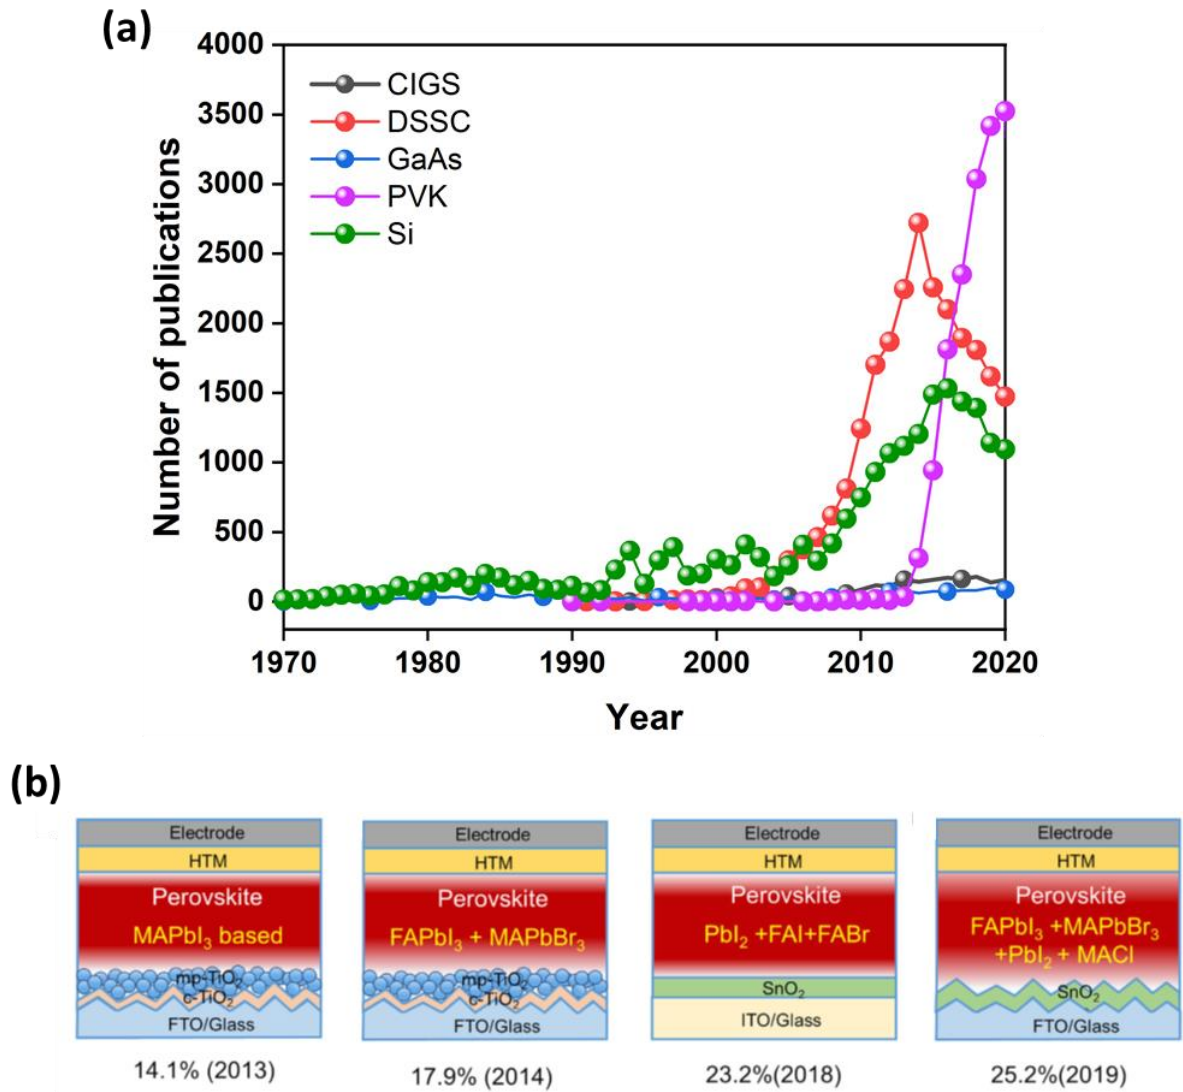 (a)
4000
3500
3000
2500
2000
1500
1000
500
0
Number of publications
CIGS
DSSC
GaAs
PVK
Si
1970 1980 1990 2000 2010 2020
Year
(b)
Electrode
HTM
Perovskite
MAPbI3 based
mp-TiO2
c-TiO2
FTO/Glass
14.1% (2013)
Electrode
HTM
Perovskite
FAPbI3 + MAPbBr3
mp-TiO2
c-TiO2
FTO/Glass
17.9% (2014)
Electrode
HTM
Perovskite
PbI2 +FAI+FABr
SnO2
ITO/Glass
23.2%(2018)
Electrode
HTM
Perovskite
FAPbI3 +MAPbBr3
+PbI2 + MACl
SnO2
FTO/Glass
25.2%(2019)